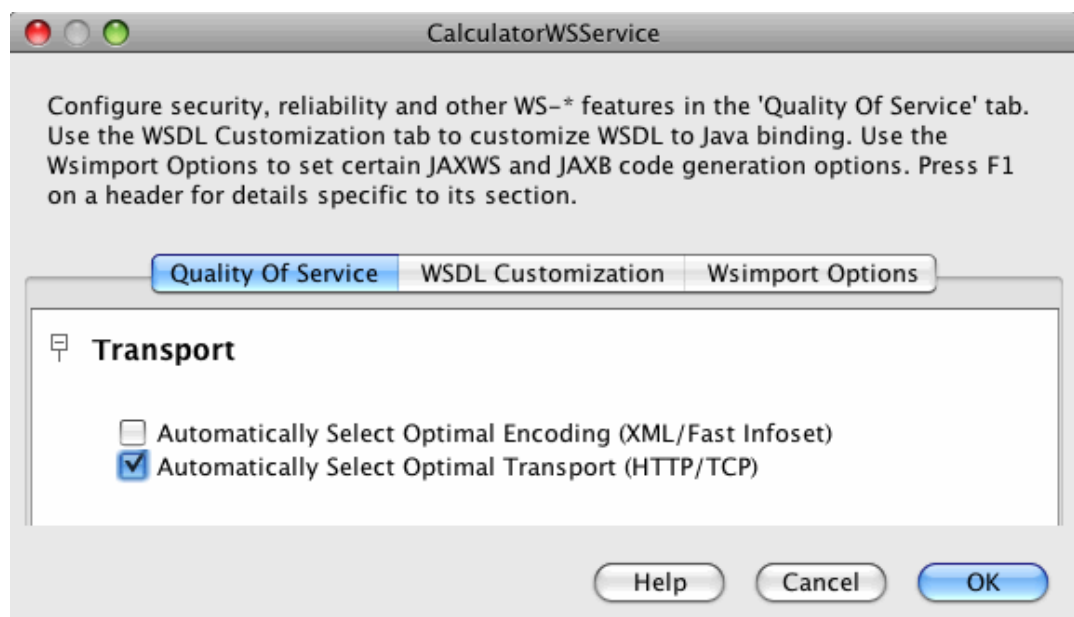 CalculatorWSService
Configure security, reliability and other WS-* features in the 'Quality Of Service' tab.
Use the WSDL Customization tab to customize WSDL to Java binding. Use the
Wsimport Options to set certain JAXWS and JAXB code generation options. Press F1
on a header for details specific to its section.
Quality Of Service WSDL Customization Wsimport Options
Transport
Automatically Select Optimal Encoding (XML/Fast Infoset)
Automatically Select Optimal Transport (HTTP/TCP)
Help Cancel OK